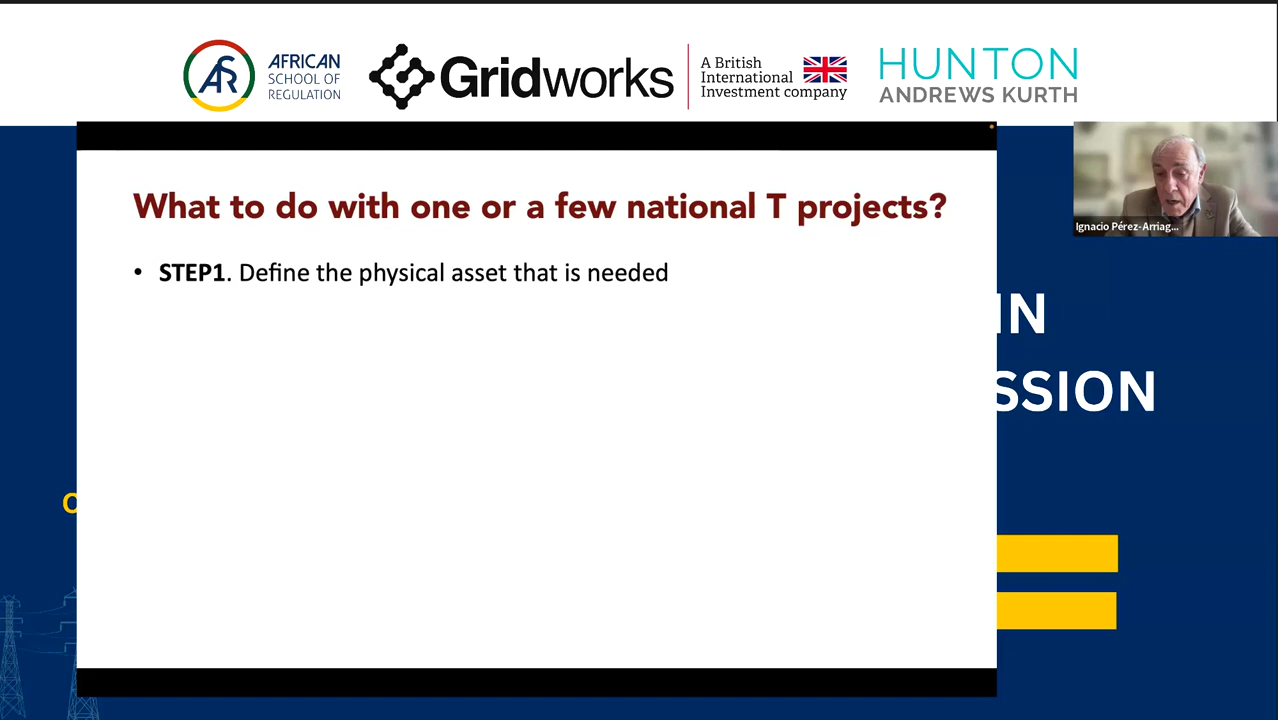 AFRICAN
SCHOOL OF
REGULATION
Gridworks
A British
International
Investment company
HUNTON
ANDREWS KURTH
What to do with one or a few national T projects?
• STEP1. Define the physical asset that is needed
Ignacio Pérez-Arriag...
IN
SSION